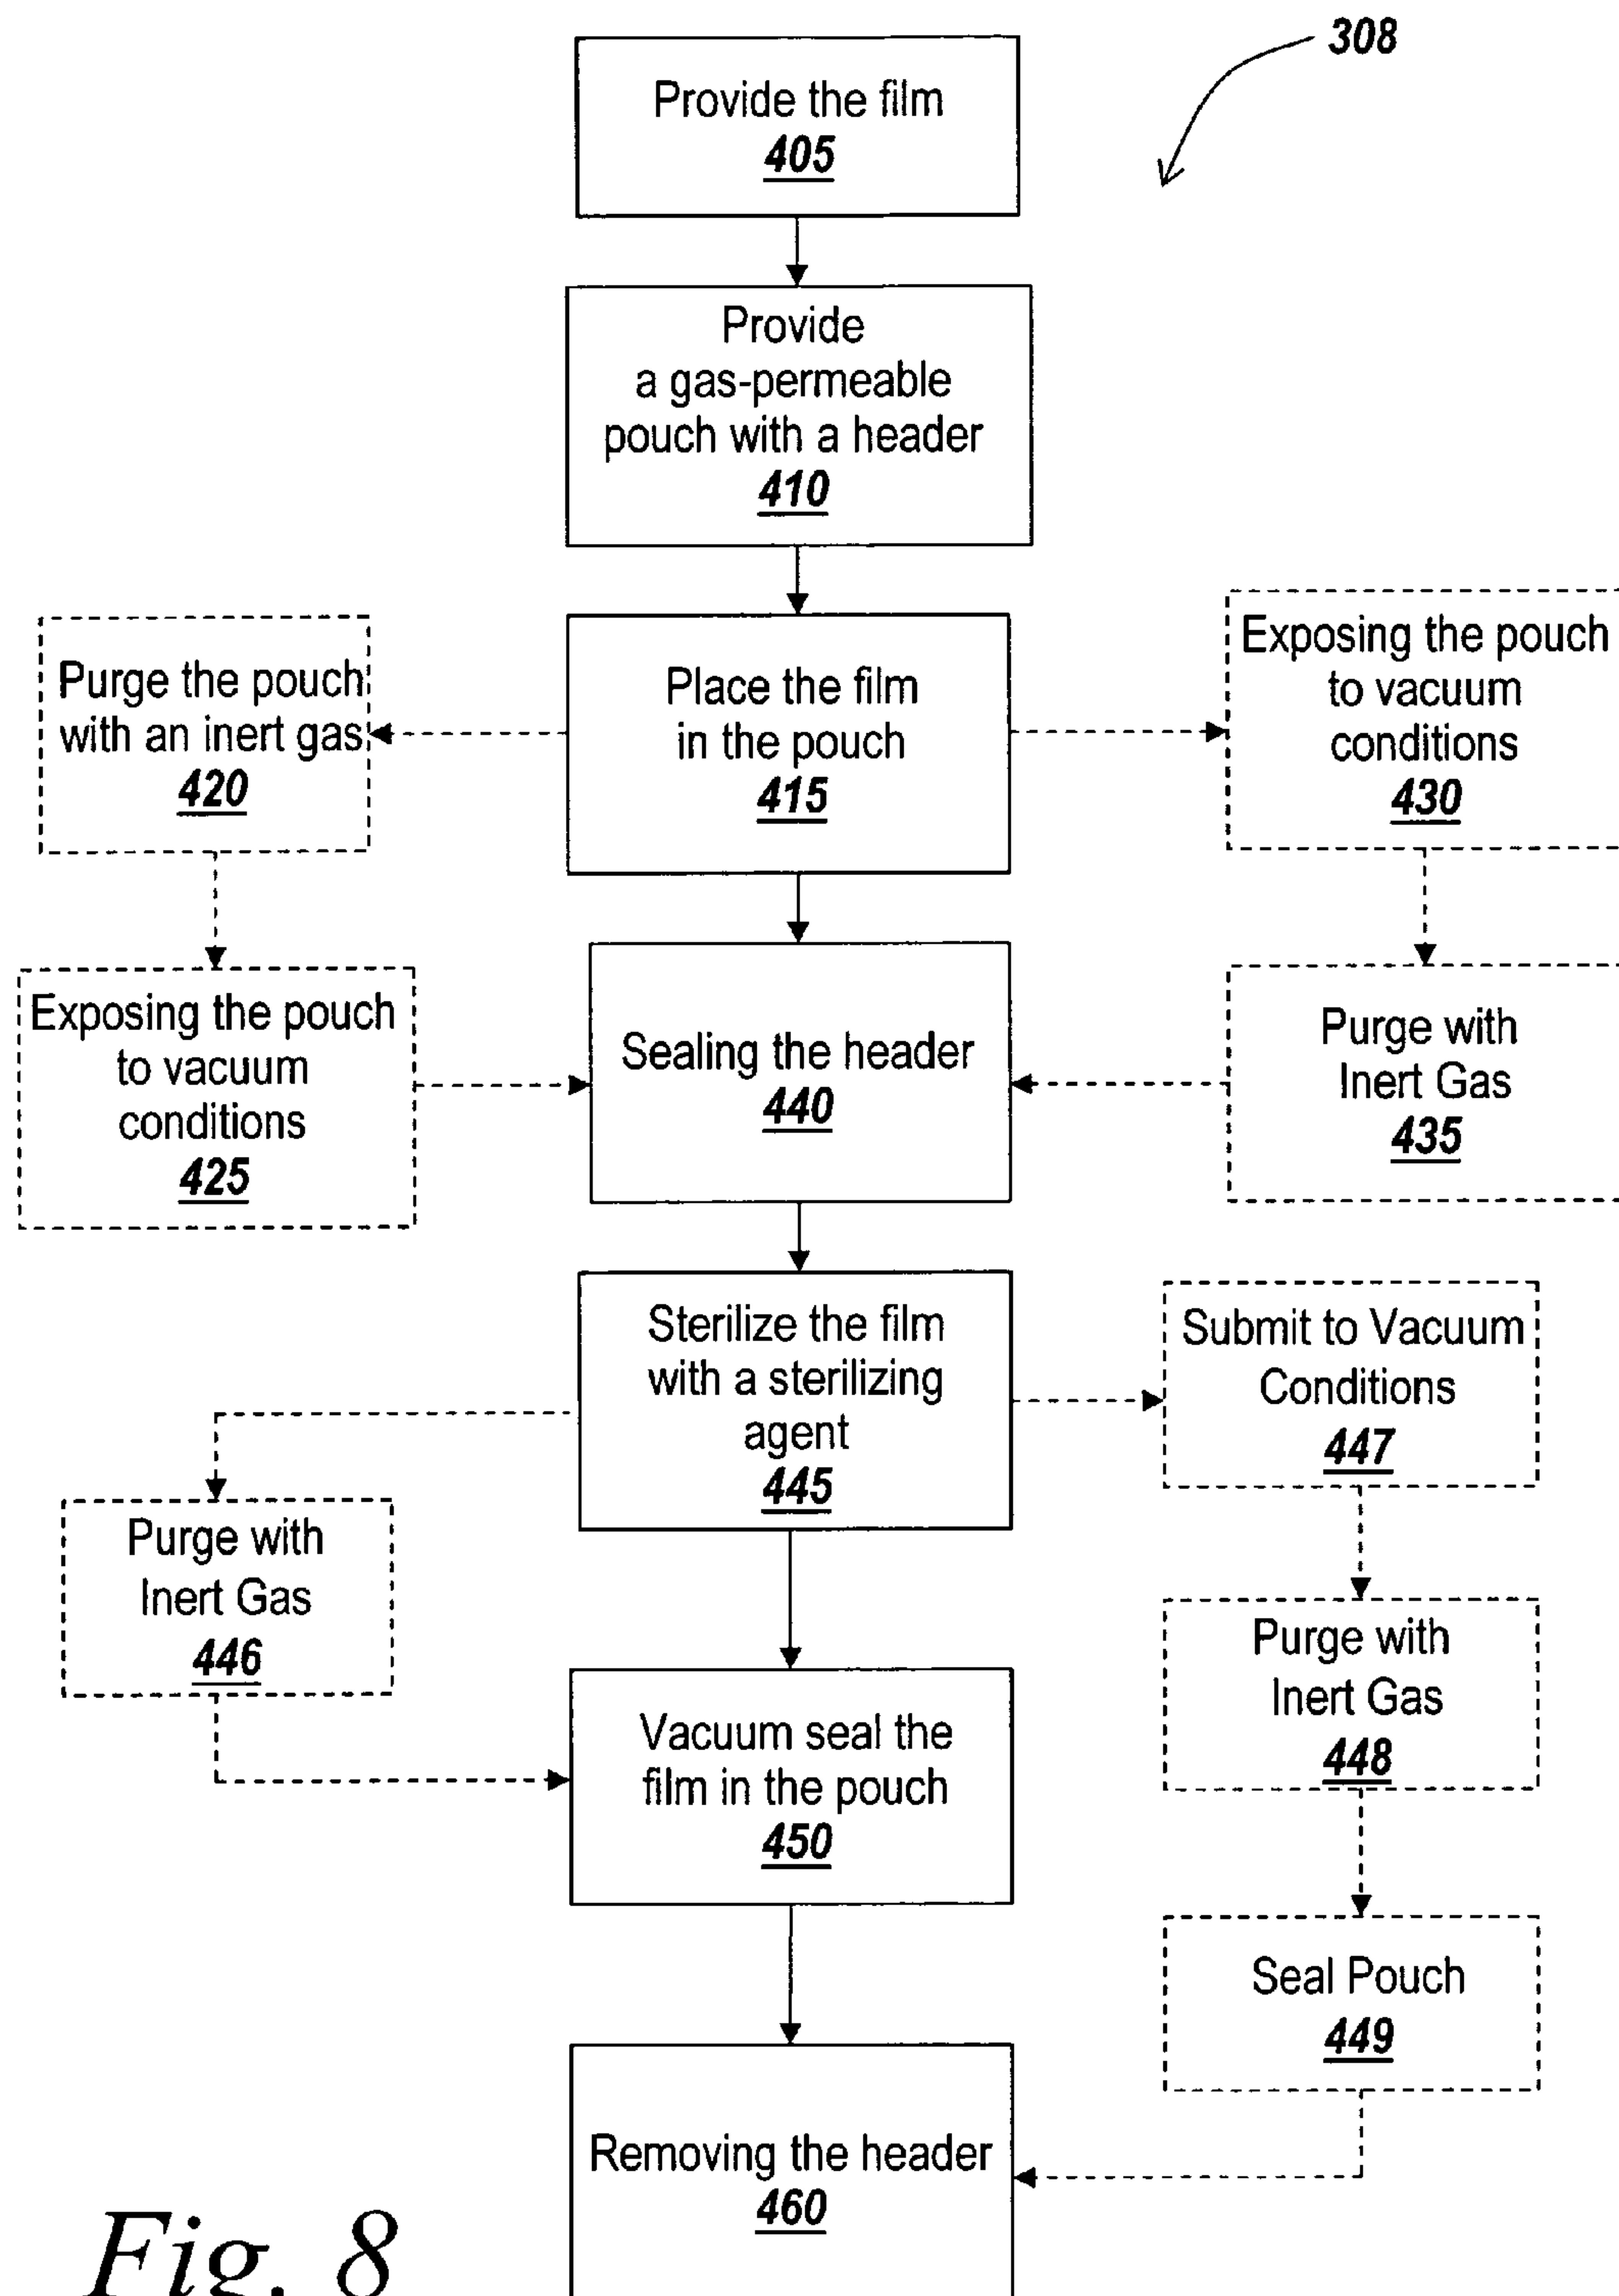 308
Provide the film
405
Provide
a gas-permeable
pouch with a header
410
Purge the pouch
with an inert gas
420
Place the film
in the pouch
415
Exposing the pouch
to vacuum
conditions
430
Exposing the pouch
to vacuum
conditions
425
Sealing the header
440
Purge with
Inert Gas
435
Sterilize the film
with a sterilizing
agent
445
Submit to Vacuum
Conditions
447
Purge with
Inert Gas
446
Purge with
Inert Gas
448
Vacuum seal the
film in the pouch
450
Seal Pouch
449
Removing the header
460
Fig. 8